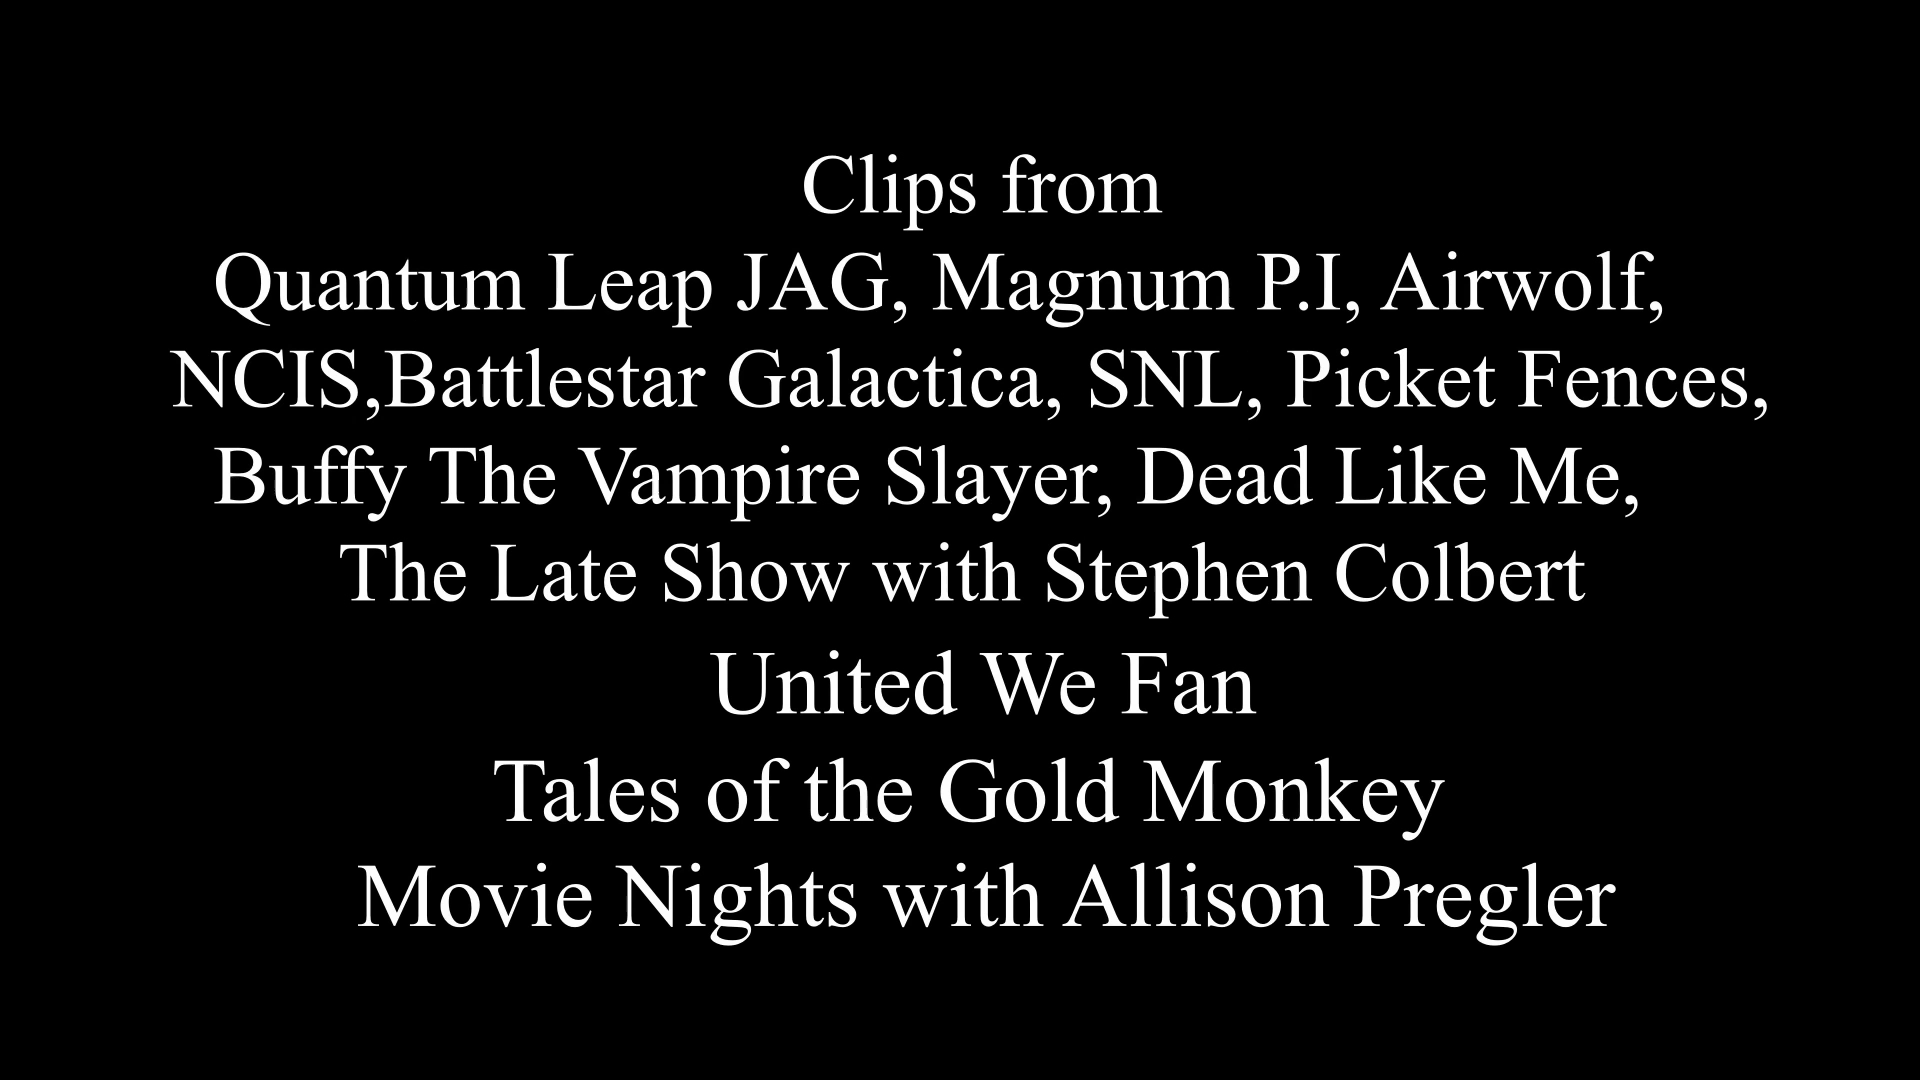 Clips from
Quantum Leap JAG, Magnum P.I, Airwolf,
NCIS,Battlestar Galactica, SNL, Picket Fences,
Buffy The Vampire Slayer, Dead Like Me,
The Late Show with Stephen Colbert
United We Fan
Tales of the Gold Monkey
Movie Nights with Allison Pregler